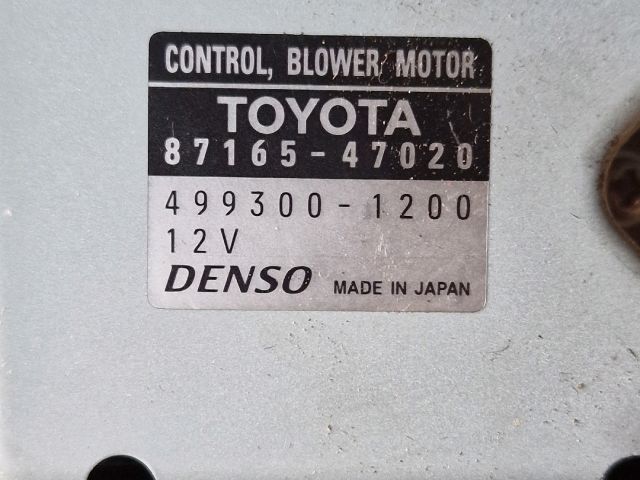 CONTROL, BLOWER MOTOR
TOYOTA
87165-47020
499300-1200
12V
DENSO MADE IN JAPAN